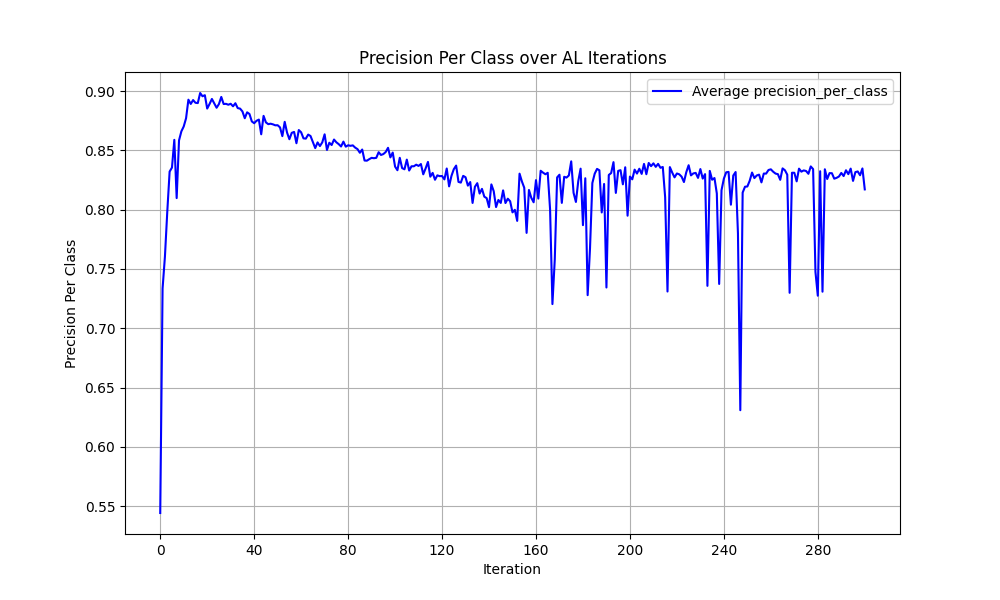 Precision Per Class over AL Iterations
Average precision_per_class
Precision Per Class
0.90
0.85
0.80
0.75
0.70
0.65
0.60
0.55
0 40 80 120 160 200 240 280
Iteration